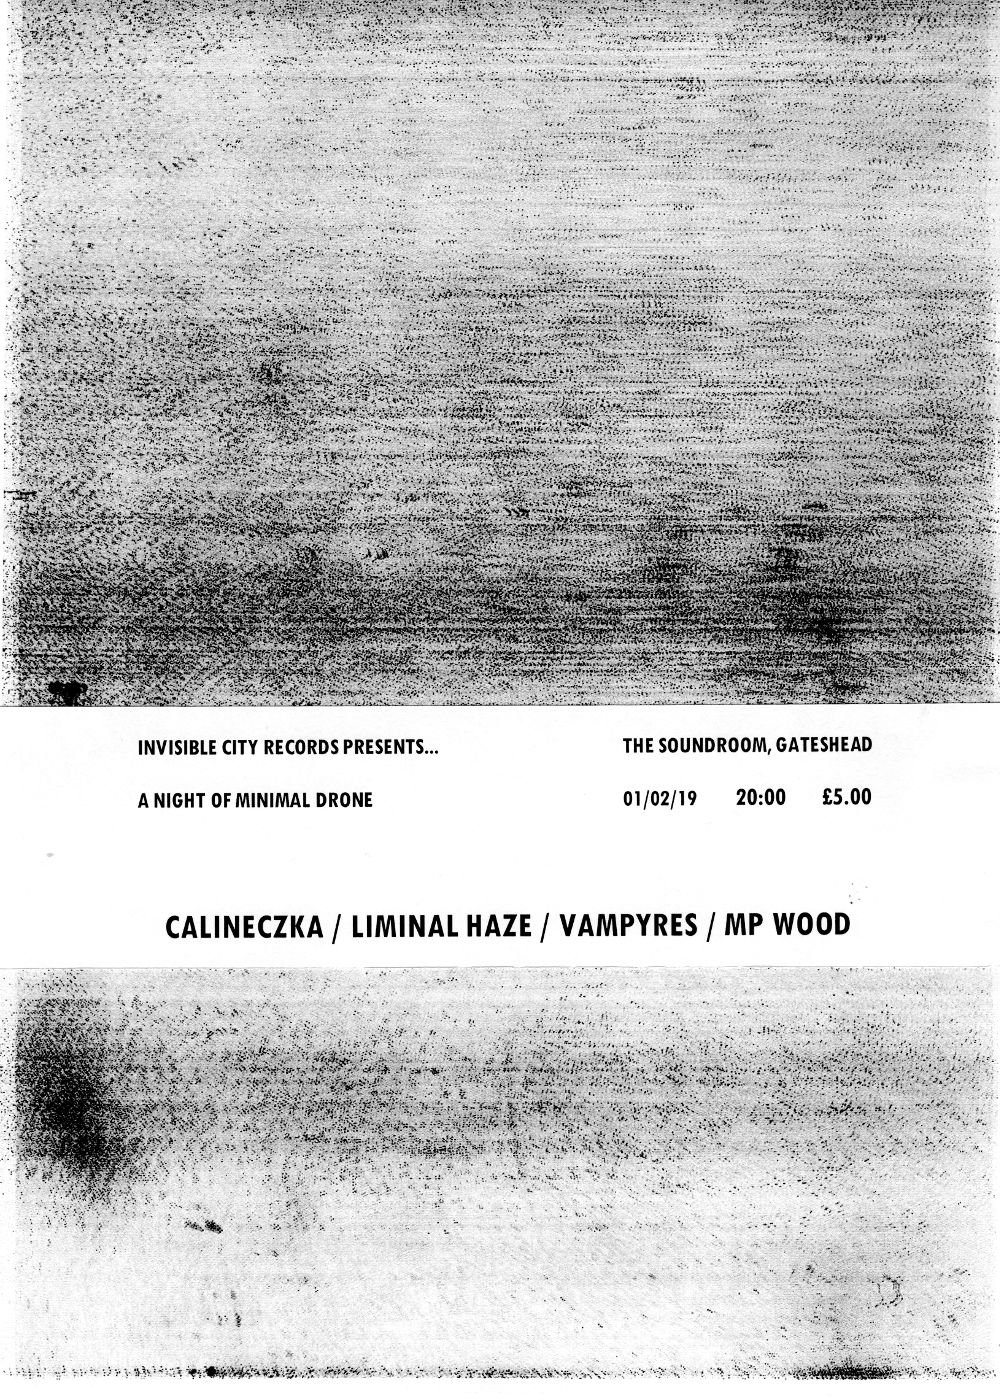 INVISIBLE CITY RECORDS PRESENTS...
THE SOUNDROOM, GATESHEAD
A NIGHT OF MINIMAL DRONE
01/02/19 20:00 £5.00
CALINECZKA / LIMINAL HAZE / VAMPYRES / MP WOOD